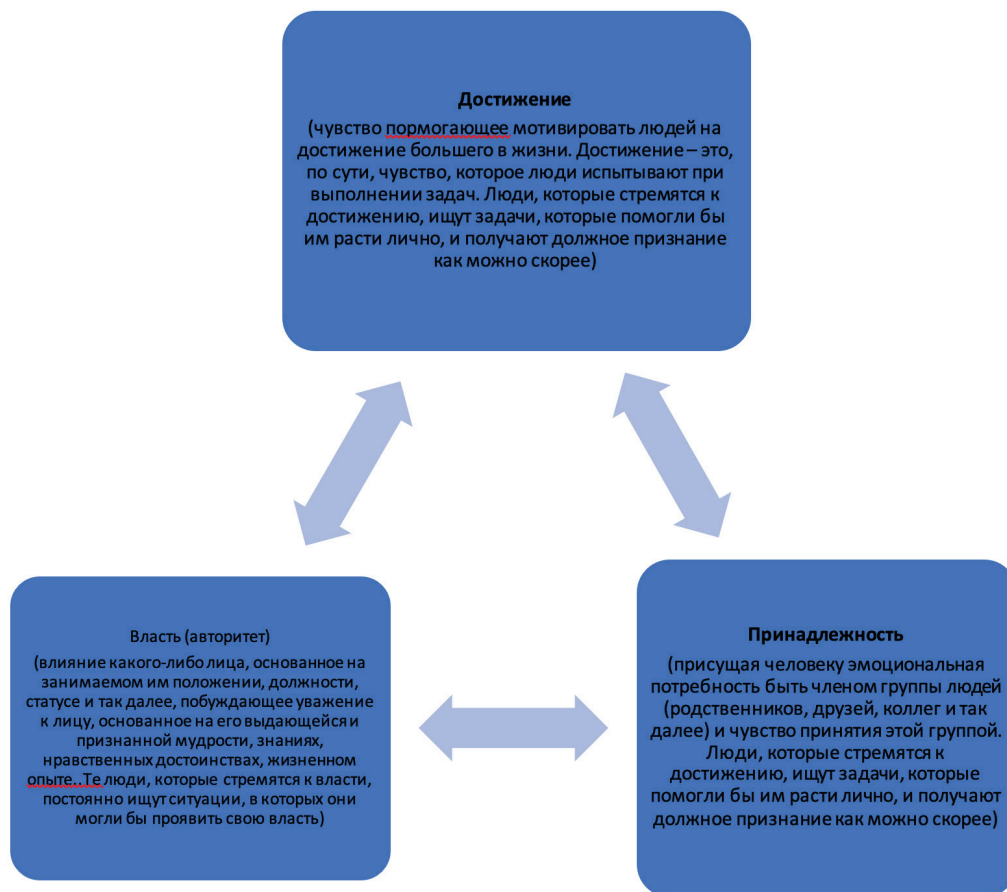 Достижение
(чувство пормогающее мотивировать людей на
достижение большего в жизни. Достижение – это,
по сути, чувство, которое люди испытывают при
выполнении задач. Люди, которые стремятся к
достижению, ищут задачи, которые помогли бы
им расти лично, и получают должное признание
как можно скорее)
Власть (авторитет)
(влияние какого-либо лица, основанное на
занимаемом им положении, должности,
статусе и так далее, побуждающее уважение
к лицу, основанное на его выдающейся и
признанной мудрости, знаниях,
нравственных достоинствах, жизненном
опыте..Те люди, которые стремятся к власти,
постоянно ищут ситуации, в которых они
могли бы проявить свою власть)
Принадлежность
(присущая человеку эмоциональная
потребность быть членом группы людей
(родственников, друзей, коллег и так
далее) и чувство принятия этой группой.
Люди, которые стремятся к
достижению, ищут задачи, которые
помогли бы им расти лично, и получают
должное признание как можно скорее)